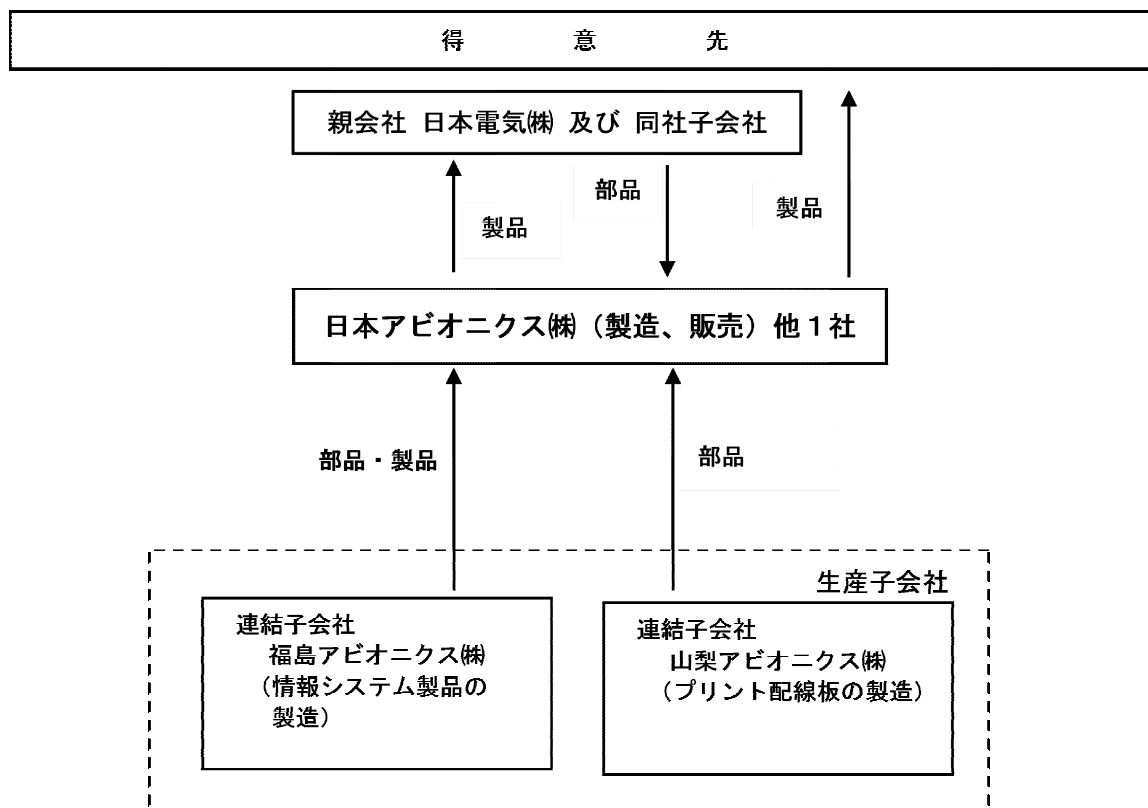 得意先
親会社 日本電気㈱ 及び 同社子会社
部品
製品
製品
日本アビオニクス㈱（製造、販売）他１社
部品・製品
部品
生産子会社
連結子会社
福島アビオニクス㈱
（情報システム製品の
製造）
連結子会社
山梨アビオニクス㈱
（プリント配線板の製造）